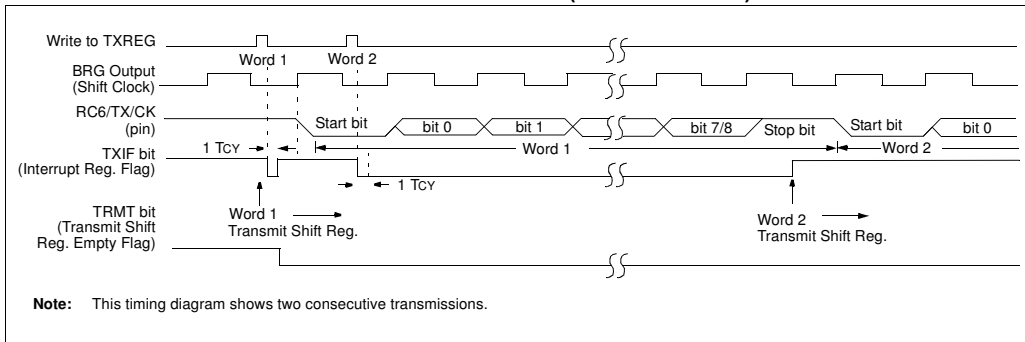 Write to TXREG
Word 1 Word 2
BRG Output
(Shift Clock)
RC6/TX/CK
(pin)
Start bit bit 0 bit 1 bit 7/8 Stop bit Start bit bit 0
Word 1 Word 2
TXIF bit
(Interrupt Reg. Flag)
1 TCY
1 TCY
TRMT bit
(Transmit Shift
Reg. Empty Flag)
Word 1
Transmit Shift Reg.
Word 2
Transmit Shift Reg.
Note: This timing diagram shows two consecutive transmissions.